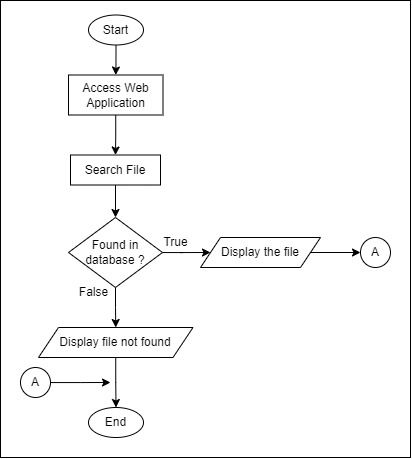 Start
Access Web
Application
Search File
Found in
database ?
True
Display the file
A
False
Display file not found
A
End